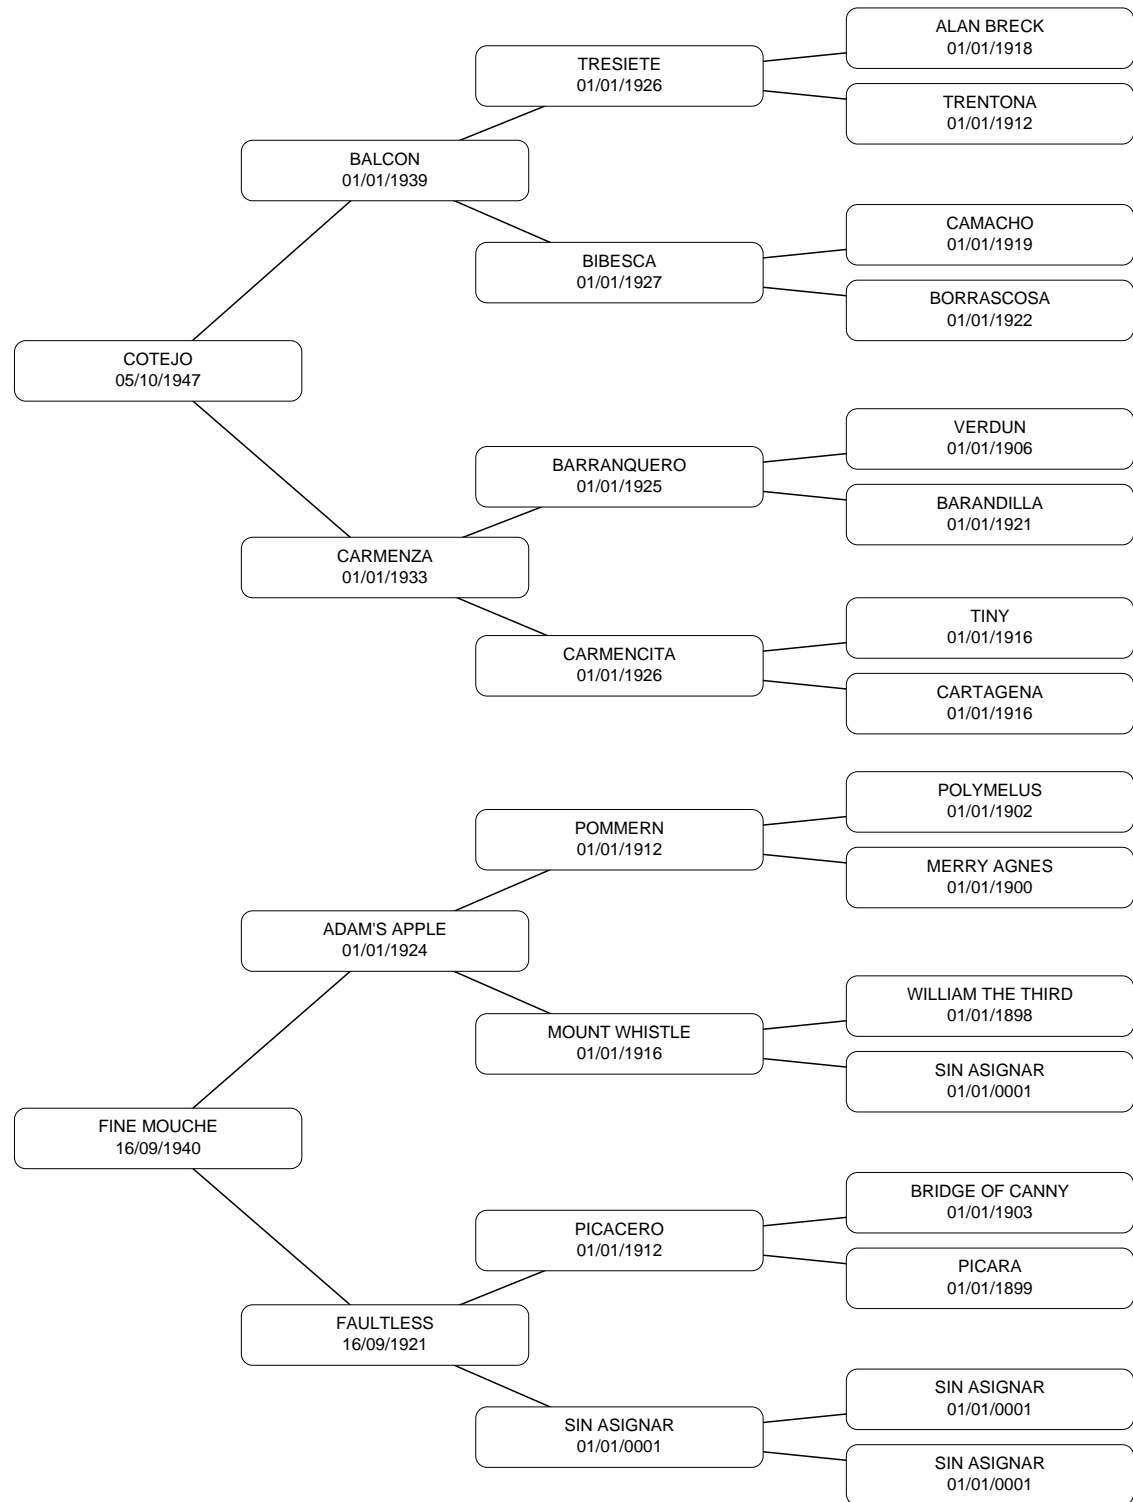 ALAN BRECK
01/01/1918
TRESIETE
01/01/1926
TRENTONA
01/01/1912
BALCON
01/01/1939
CAMACHO
01/01/1919
BIBESCA
01/01/1927
BORRASCOSA
01/01/1922
COTEJO
05/10/1947
VERDUN
01/01/1906
BARRANQUERO
01/01/1925
BARANDILLA
01/01/1921
CARMENZA
01/01/1933
TINY
01/01/1916
CARMENCITA
01/01/1926
CARTAGENA
01/01/1916
POLYMELUS
01/01/1902
POMMERN
01/01/1912
MERRY AGNES
01/01/1900
ADAM'S APPLE
01/01/1924
WILLIAM THE THIRD
01/01/1898
MOUNT WHISTLE
01/01/1916
SIN ASIGNAR
01/01/0001
FINE MOUCHE
16/09/1940
BRIDGE OF CANNY
01/01/1903
PICACERO
01/01/1912
PICARA
01/01/1899
FAULTLESS
16/09/1921
SIN ASIGNAR
01/01/0001
SIN ASIGNAR
01/01/0001
SIN ASIGNAR
01/01/0001